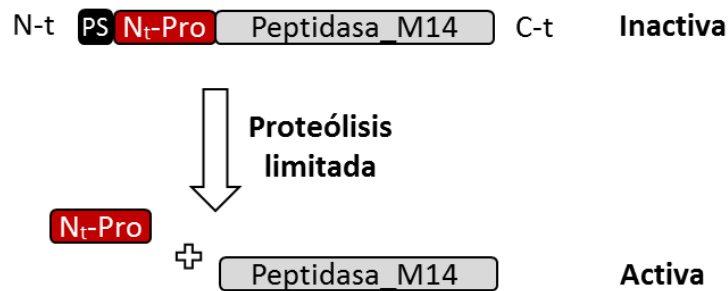 N-t PS Nt-Pro Peptidasa_M14 C-t Inactiva
Proteólisis
limitada
Nt-Pro
Peptidasa_M14 Activa